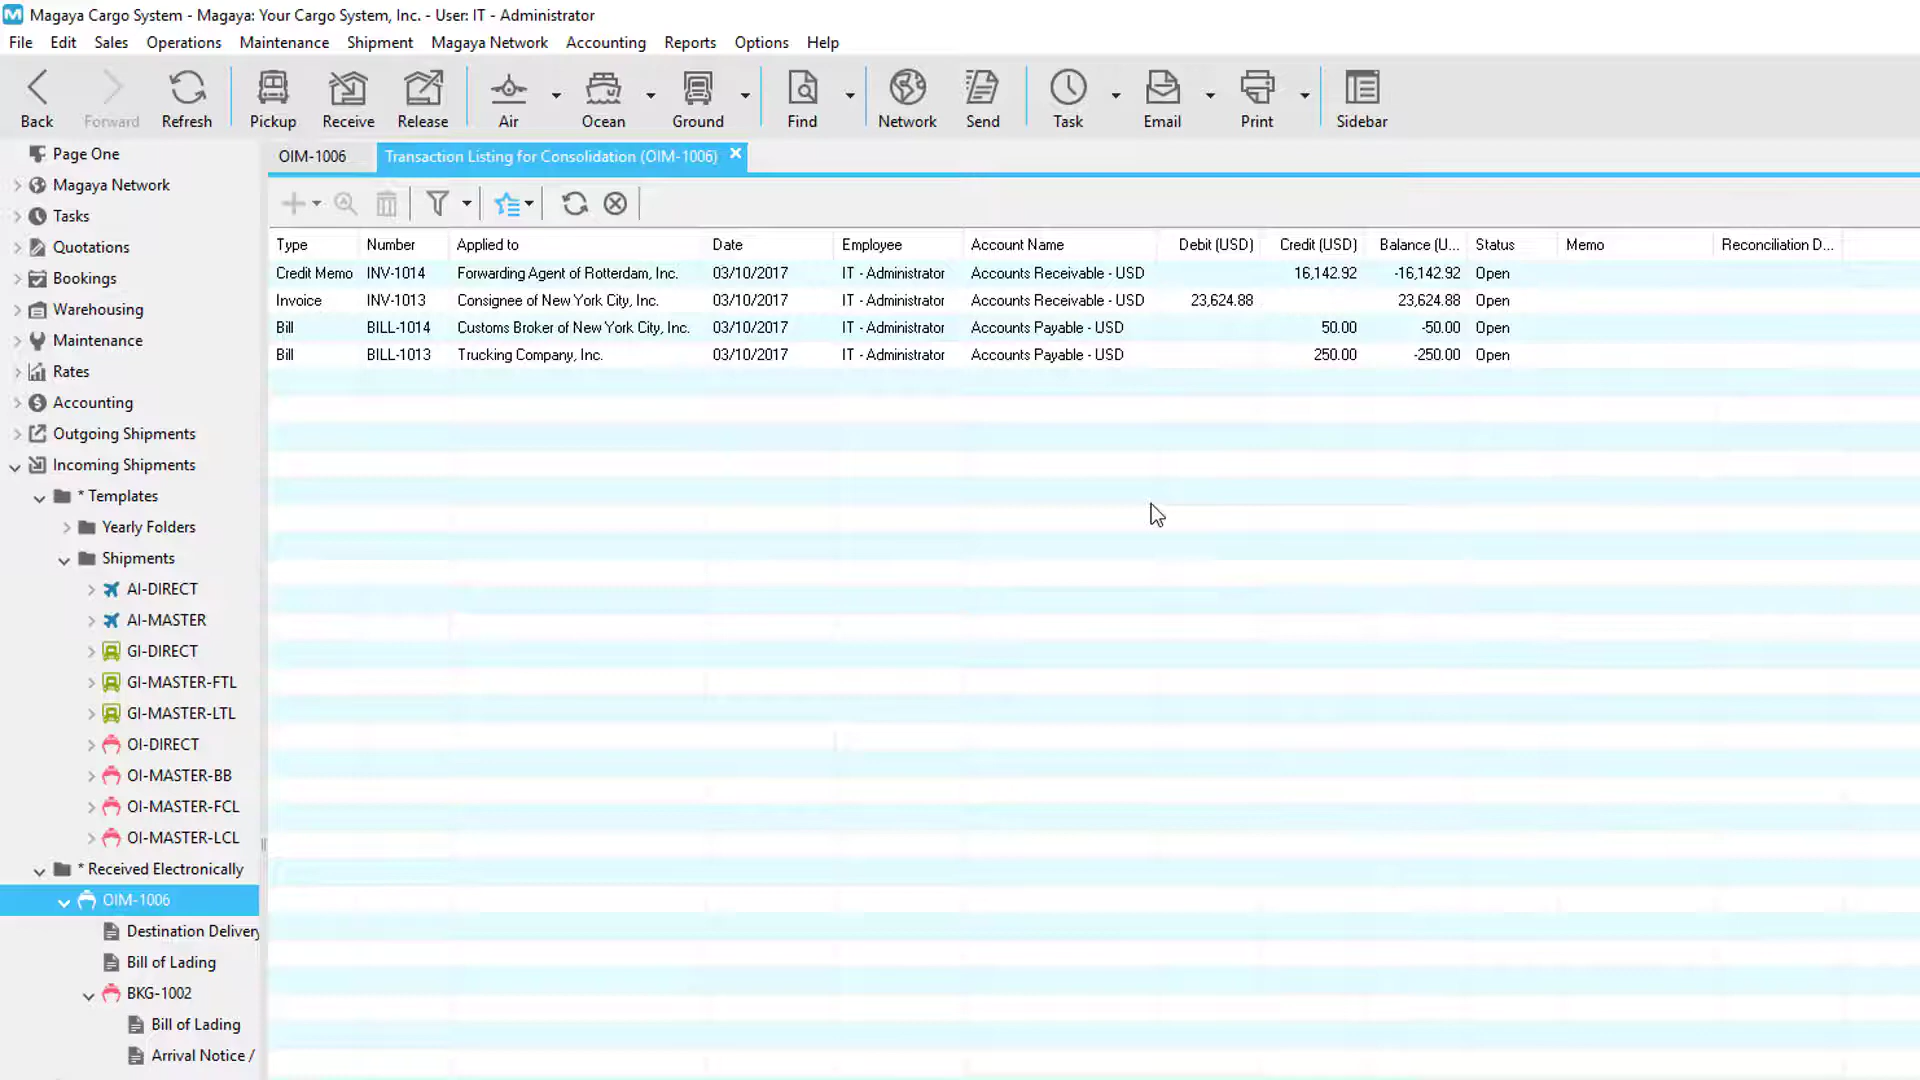 Magaya Cargo System - Magaya: Your Cargo System, Inc. - User: IT - Administrator
File Edit Sales Operations Maintenance Shipment Magaya Network Accounting Reports Options Help
Back Forward Refresh Pickup Receive Release Air Ocean Ground Find Network Send Task Email Print Sidebar
Page One
Magaya Network
Tasks
Quotations
Bookings
Warehousing
Maintenance
Rates
Accounting
Outgoing Shipments
Incoming Shipments
* Templates
Yearly Folders
Shipments
AI-DIRECT
AI-MASTER
GI-DIRECT
GI-MASTER-FTL
GI-MASTER-LTL
OI-DIRECT
OI-MASTER-BB
OI-MASTER-FCL
OI-MASTER-LCL
* Received Electronically
OIM-1006
Destination Delivery
Bill of Lading
BKG-1002
Bill of Lading
Arrival Notice /
OIM-1006 Transaction Listing for Consolidation (OIM-1006)
Type Number Applied to Date Employee Account Name Debit (USD) Credit (USD) Balance (U... Status Memo Reconciliation D...
Credit Memo INV-1014 Forwarding Agent of Rotterdam, Inc. 03/10/2017 IT - Administrator Accounts Receivable - USD 16,142.92 -16,142.92 Open
Invoice INV-1013 Consignee of New York City, Inc. 03/10/2017 IT - Administrator Accounts Receivable - USD 23,624.88 23,624.88 Open
Bill BILL-1014 Customs Broker of New York City, Inc. 03/10/2017 IT - Administrator Accounts Payable - USD 50.00 -50.00 Open
Bill BILL-1013 Trucking Company, Inc. 03/10/2017 IT - Administrator Accounts Payable - USD 250.00 -250.00 Open